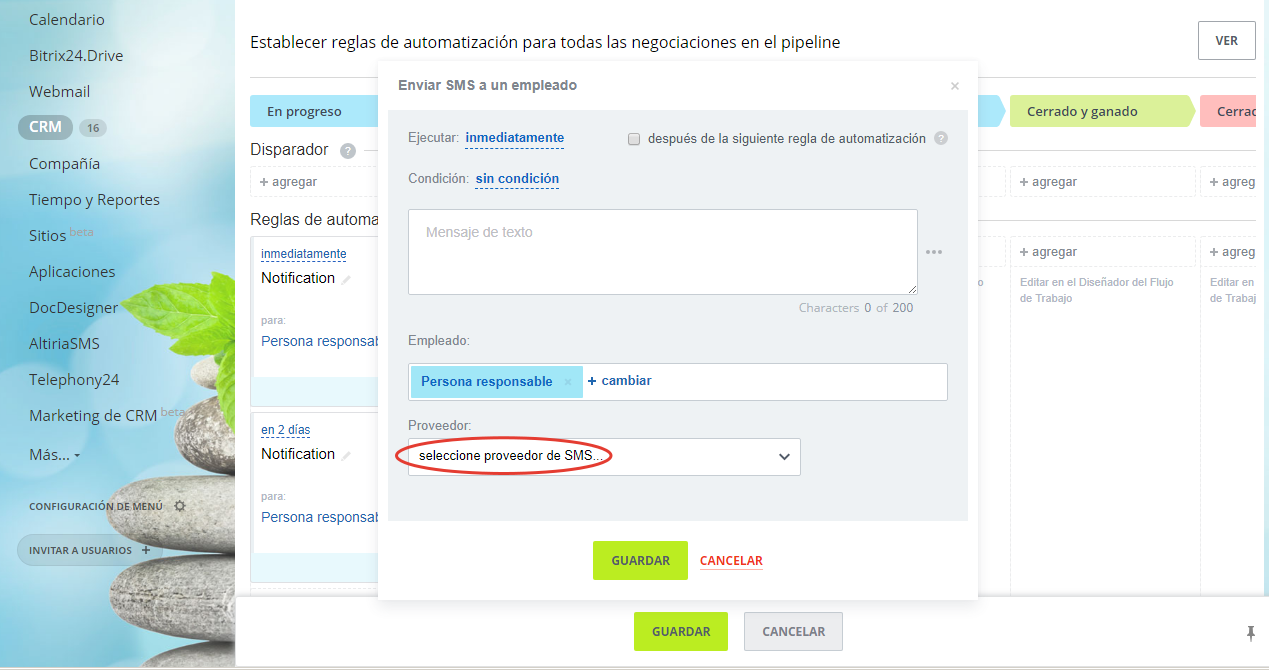 Calendario
Bitrix24.Drive
Webmail
CRM 16
Compañía
Tiempo y Reportes
Sitios beta
Aplicaciones
DocDesigner
AltiriaSMS
Telephony24
Marketing de CRM beta
Más...
CONFIGURACIÓN DE MENÚ
INVITAR A USUARIOS +
Establecer reglas de automatización para todas las negociaciones en el pipeline
VER
En progreso
Cerrado y ganado
Cerrac
Disparador ?
+ agregar
+ agregar
+ agreg
Reglas de automa
inmediatamente
Notification
para:
Persona responsab
en 2 días
Notification
para:
Persona responsab
+ agregar
Editar en el Diseñador del Flujo
de Trabajo
+ agreg
Editar en
de Trabaj
Enviar SMS a un empleado
×
Ejecutar: inmediatamente
después de la siguiente regla de automatización ?
Condición: sin condición
Mensaje de texto
...
Characters 0 of 200
Empleado:
Persona responsable × + cambiar
Proveedor:
seleccione proveedor de SMS...
GUARDAR CANCELAR
GUARDAR CANCELAR